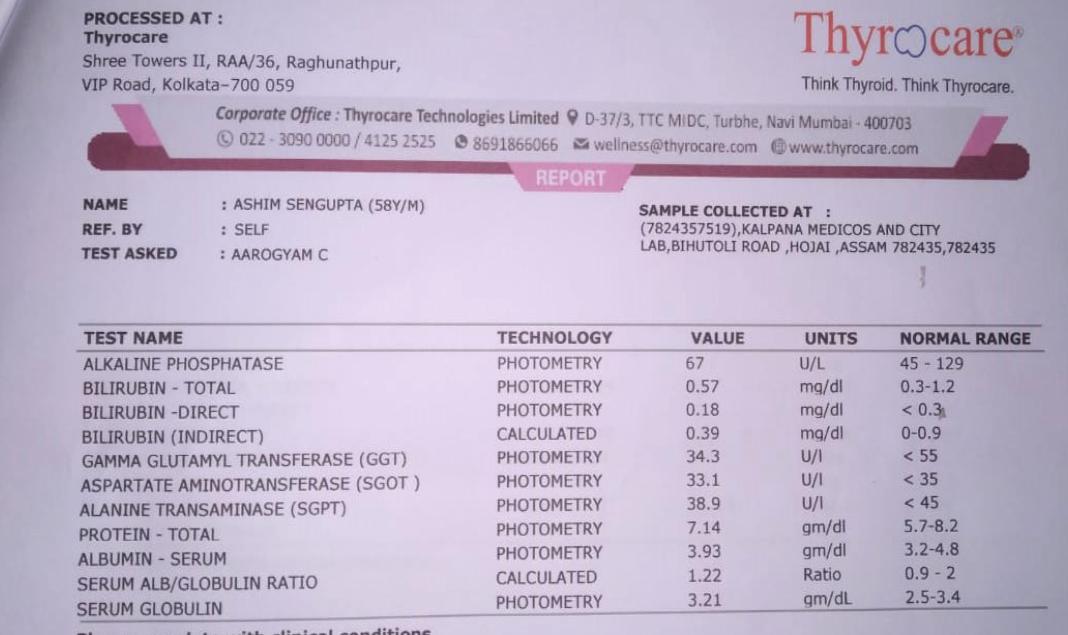 PROCESSED AT :
Thyrocare
Shree Towers II, RAA/36, Raghunathpur,
VIP Road, Kolkata-700 059
Thyrocare®
Think Thyroid. Think Thyrocare.
Corporate Office : Thyrocare Technologies Limited D-37/3, TTC MIDC, Turbhe, Navi Mumbai - 400703
022 - 3090 0000 / 4125 2525 8691866066 wellness@thyrocare.com www.thyrocare.com
REPORT
NAME : ASHIM SENGUPTA (58Y/M)
REF. BY : SELF
TEST ASKED : AAROGYAM C
SAMPLE COLLECTED AT :
(7824357519),KALPANA MEDICOS AND CITY
LAB,BIHUTOLI ROAD ,HOJAI ,ASSAM 782435,782435
TEST NAME TECHNOLOGY VALUE UNITS NORMAL RANGE
ALKALINE PHOSPHATASE PHOTOMETRY 67 U/L 45 - 129
BILIRUBIN - TOTAL PHOTOMETRY 0.57 mg/dl 0.3-1.2
BILIRUBIN -DIRECT PHOTOMETRY 0.18 mg/dl < 0.3
BILIRUBIN (INDIRECT) CALCULATED 0.39 mg/dl 0-0.9
GAMMA GLUTAMYL TRANSFERASE (GGT) PHOTOMETRY 34.3 U/l < 55
ASPARTATE AMINOTRANSFERASE (SGOT ) PHOTOMETRY 33.1 U/l < 35
ALANINE TRANSAMINASE (SGPT) PHOTOMETRY 38.9 U/l < 45
PROTEIN - TOTAL PHOTOMETRY 7.14 gm/dl 5.7-8.2
ALBUMIN - SERUM PHOTOMETRY 3.93 gm/dl 3.2-4.8
SERUM ALB/GLOBULIN RATIO CALCULATED 1.22 Ratio 0.9 - 2
SERUM GLOBULIN PHOTOMETRY 3.21 gm/dL 2.5-3.4
with clinical conditions